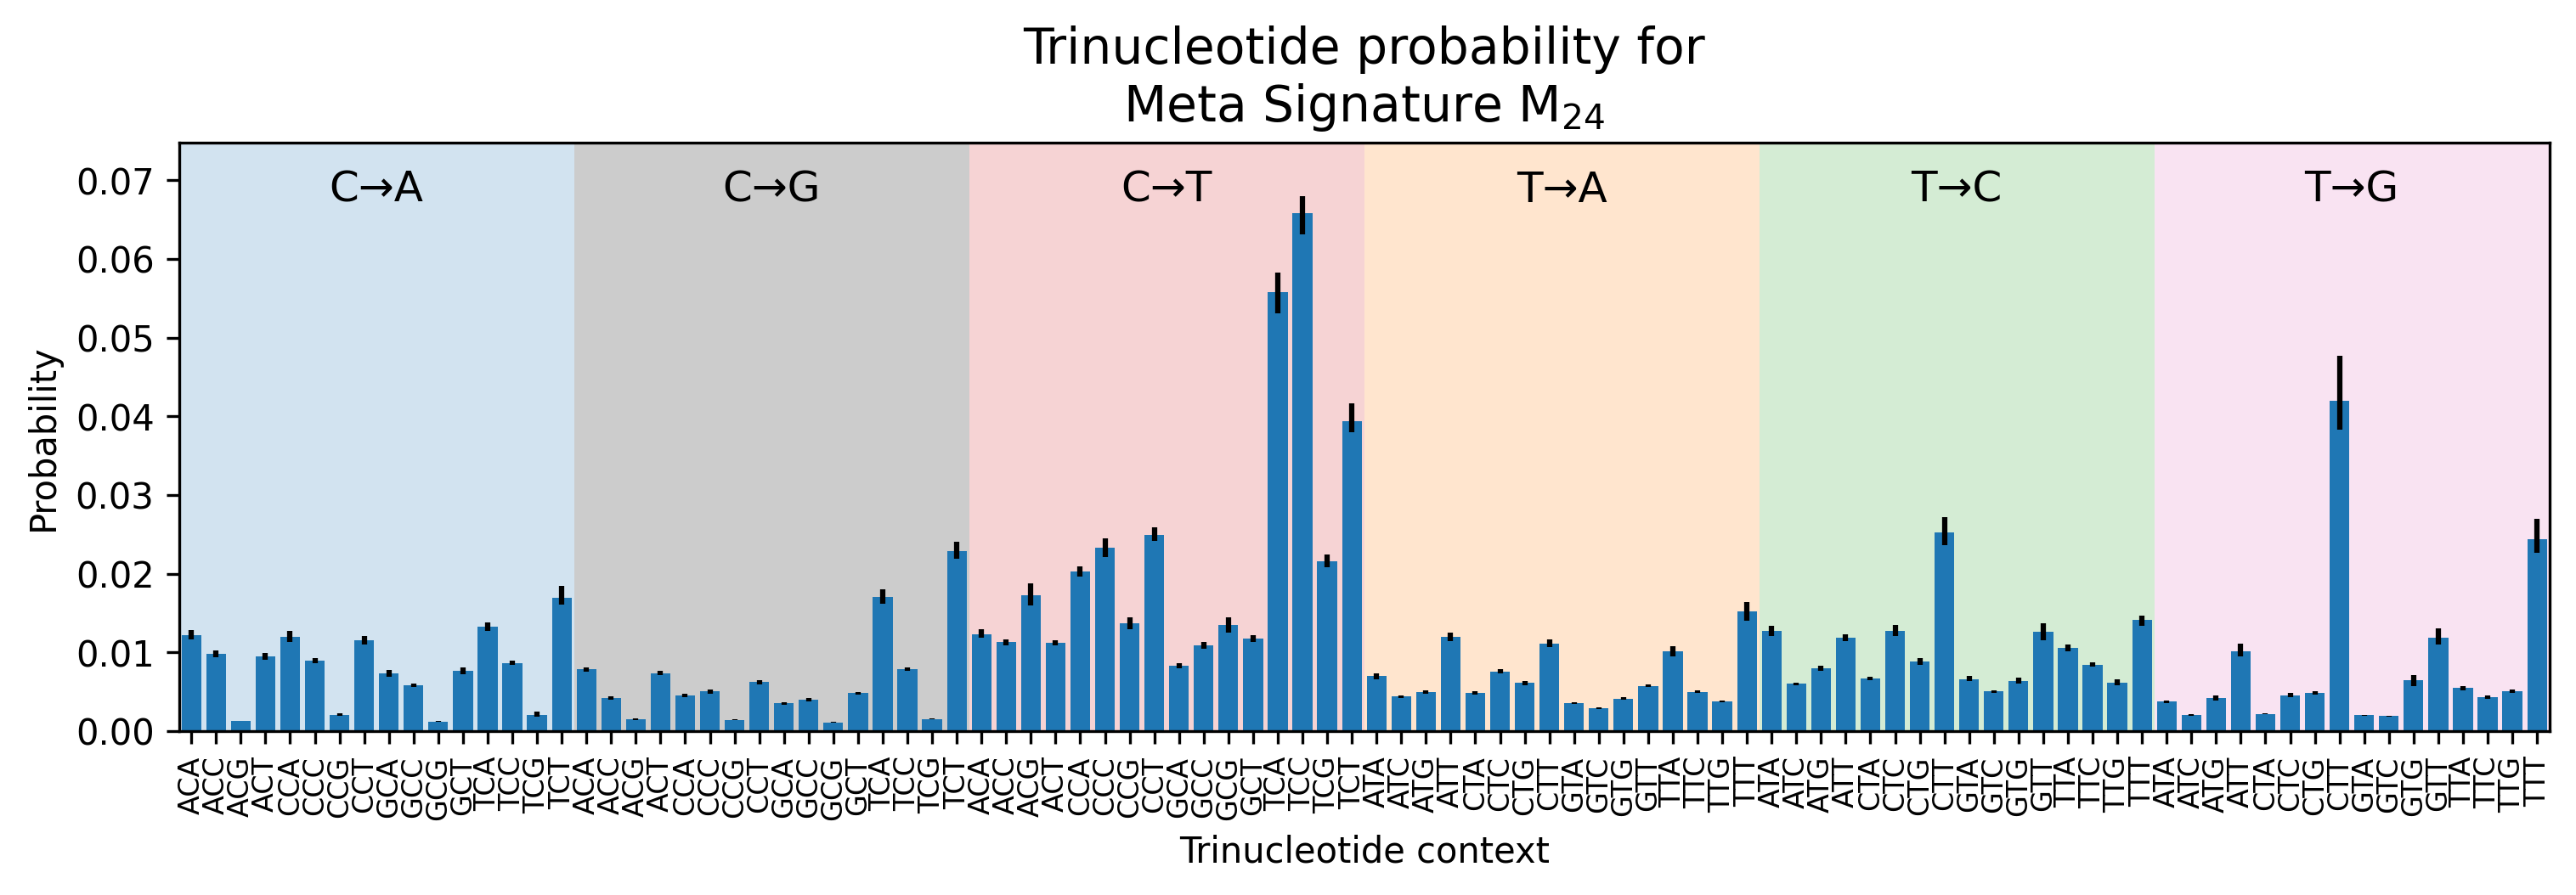 Trinucleotide probability for
Meta Signature M24
C→A C→G C→T T→A T→C T→G
0.07
0.06
0.05
0.04
0.03
0.02
0.01
0.00
Probability
ACA ACC ACG ACT CCA CCC CCG CCT GCA GCC GCG GCT TCA TCC TCG TCT ACA ACC ACG ACT CCA CCC CCG CCT GCA GCC GCG GCT TCA TCC TCG TCT ACA ACC ACG ACT CCA CCC CCG CCT GCA GCC GCG GCT TCA TCC TCG TCT ATA ATC ATG ATT CTA CTC CTG CTT GTA GTC GTG GTT TTA TTC TTG TTT ATA ATC ATG ATT CTA CTC CTG CTT GTA GTC GTG GTT TTA TTC TTG TTT ATA ATC ATG ATT CTA CTC CTG CTT GTA GTC GTG GTT TTA TTC TTG TTT
Trinucleotide context